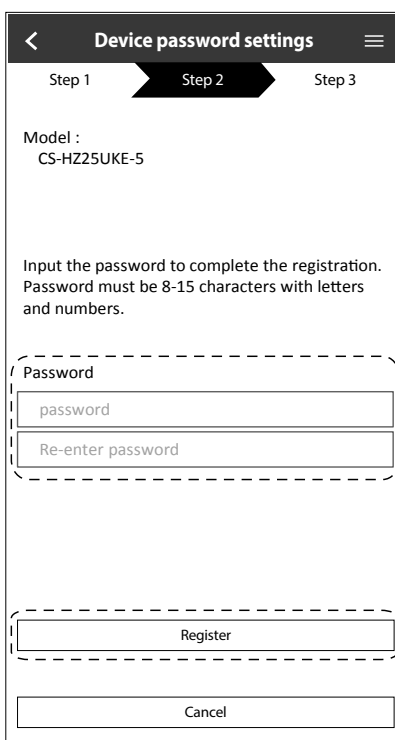 Device password settings
Step 1 Step 2 Step 3
Model :
CS-HZ25UKE-5
Input the password to complete the registration.
Password must be 8-15 characters with letters
and numbers.
Password
password
Re-enter password
Register
Cancel